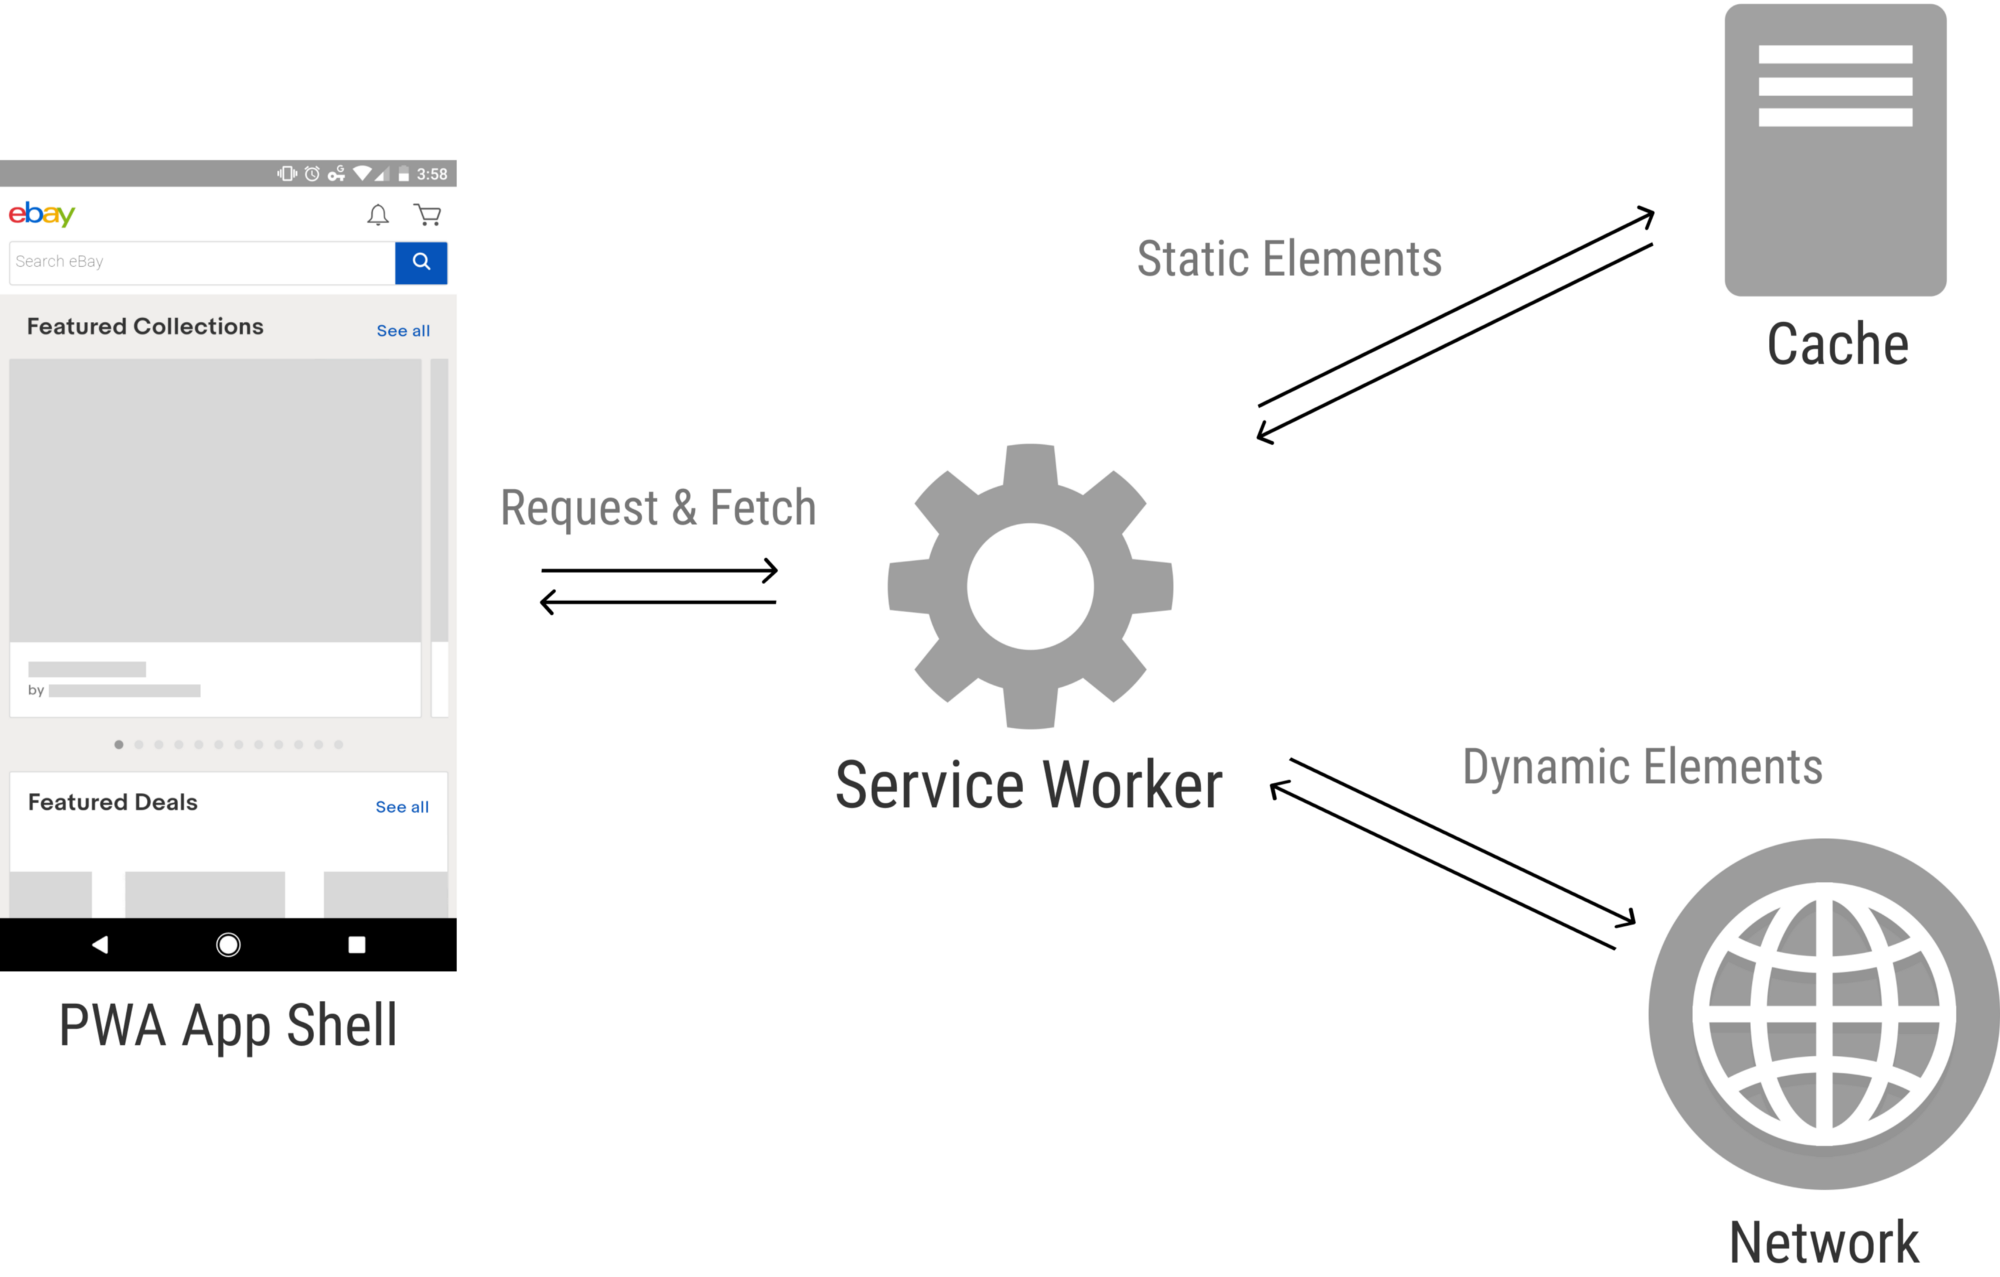 3:58
ebay
Search eBay
Featured Collections
See all
by
Featured Deals
See all
PWA App Shell
Request & Fetch
Service Worker
Static Elements
Cache
Dynamic Elements
Network